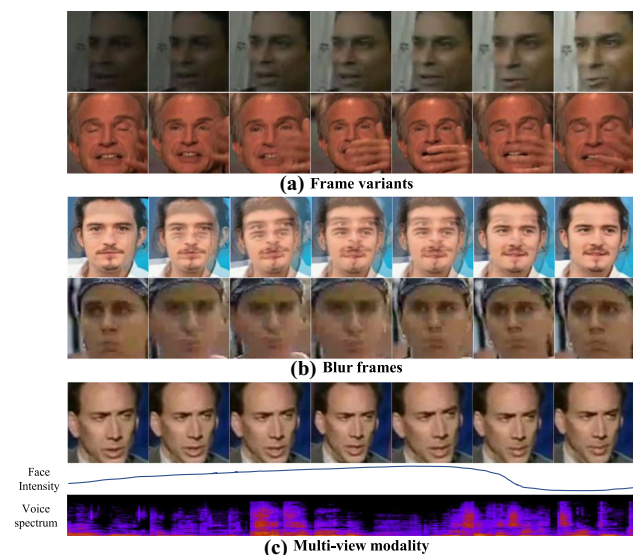 (a) Frame variants
(b) Blur frames
Face
Intensity
Voice
spectrum
(c) Multi-view modality